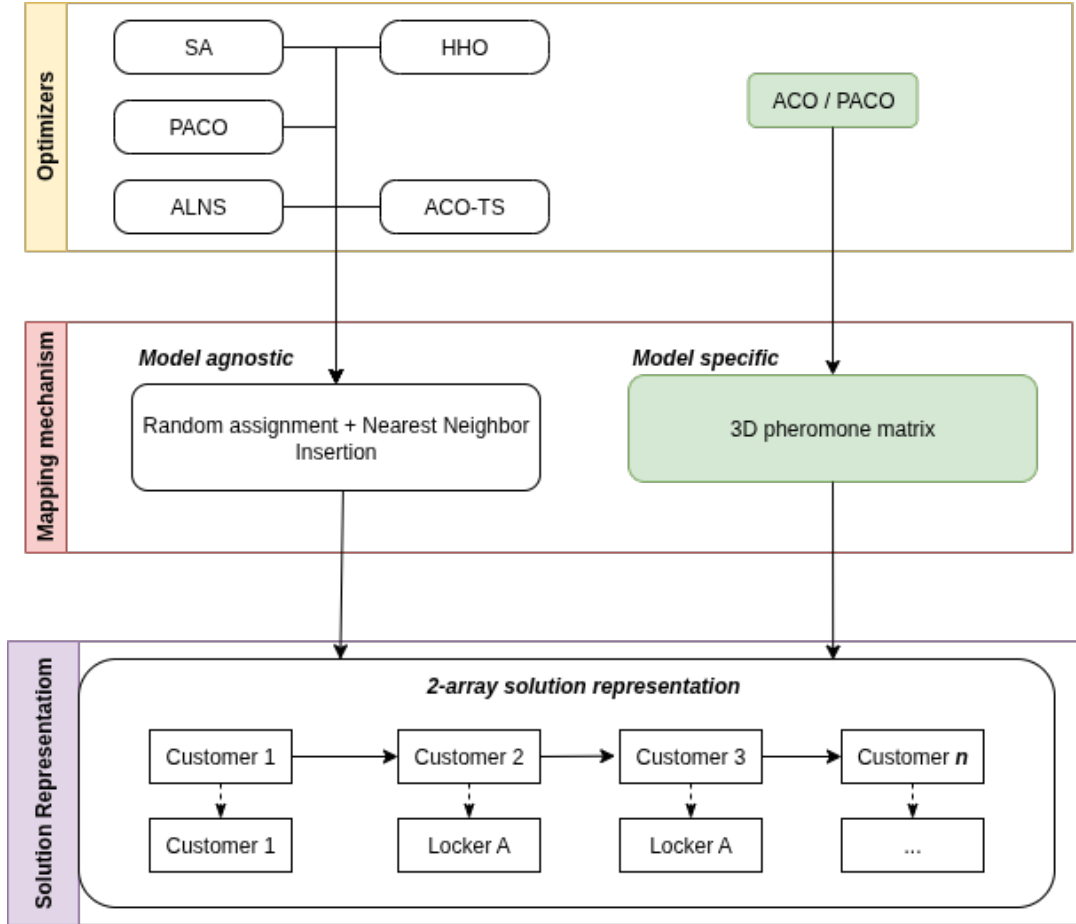 Optimizers
SA
HHO
PACO
ACO / PACO
ALNS
ACO-TS
Mapping mechanism
Model agnostic
Model specific
Random assignment + Nearest Neighbor
Insertion
3D pheromone matrix
Solution Representatiom
2-array solution representation
Customer 1
Customer 2
Customer 3
Customer n
Customer 1
Locker A
Locker A
...